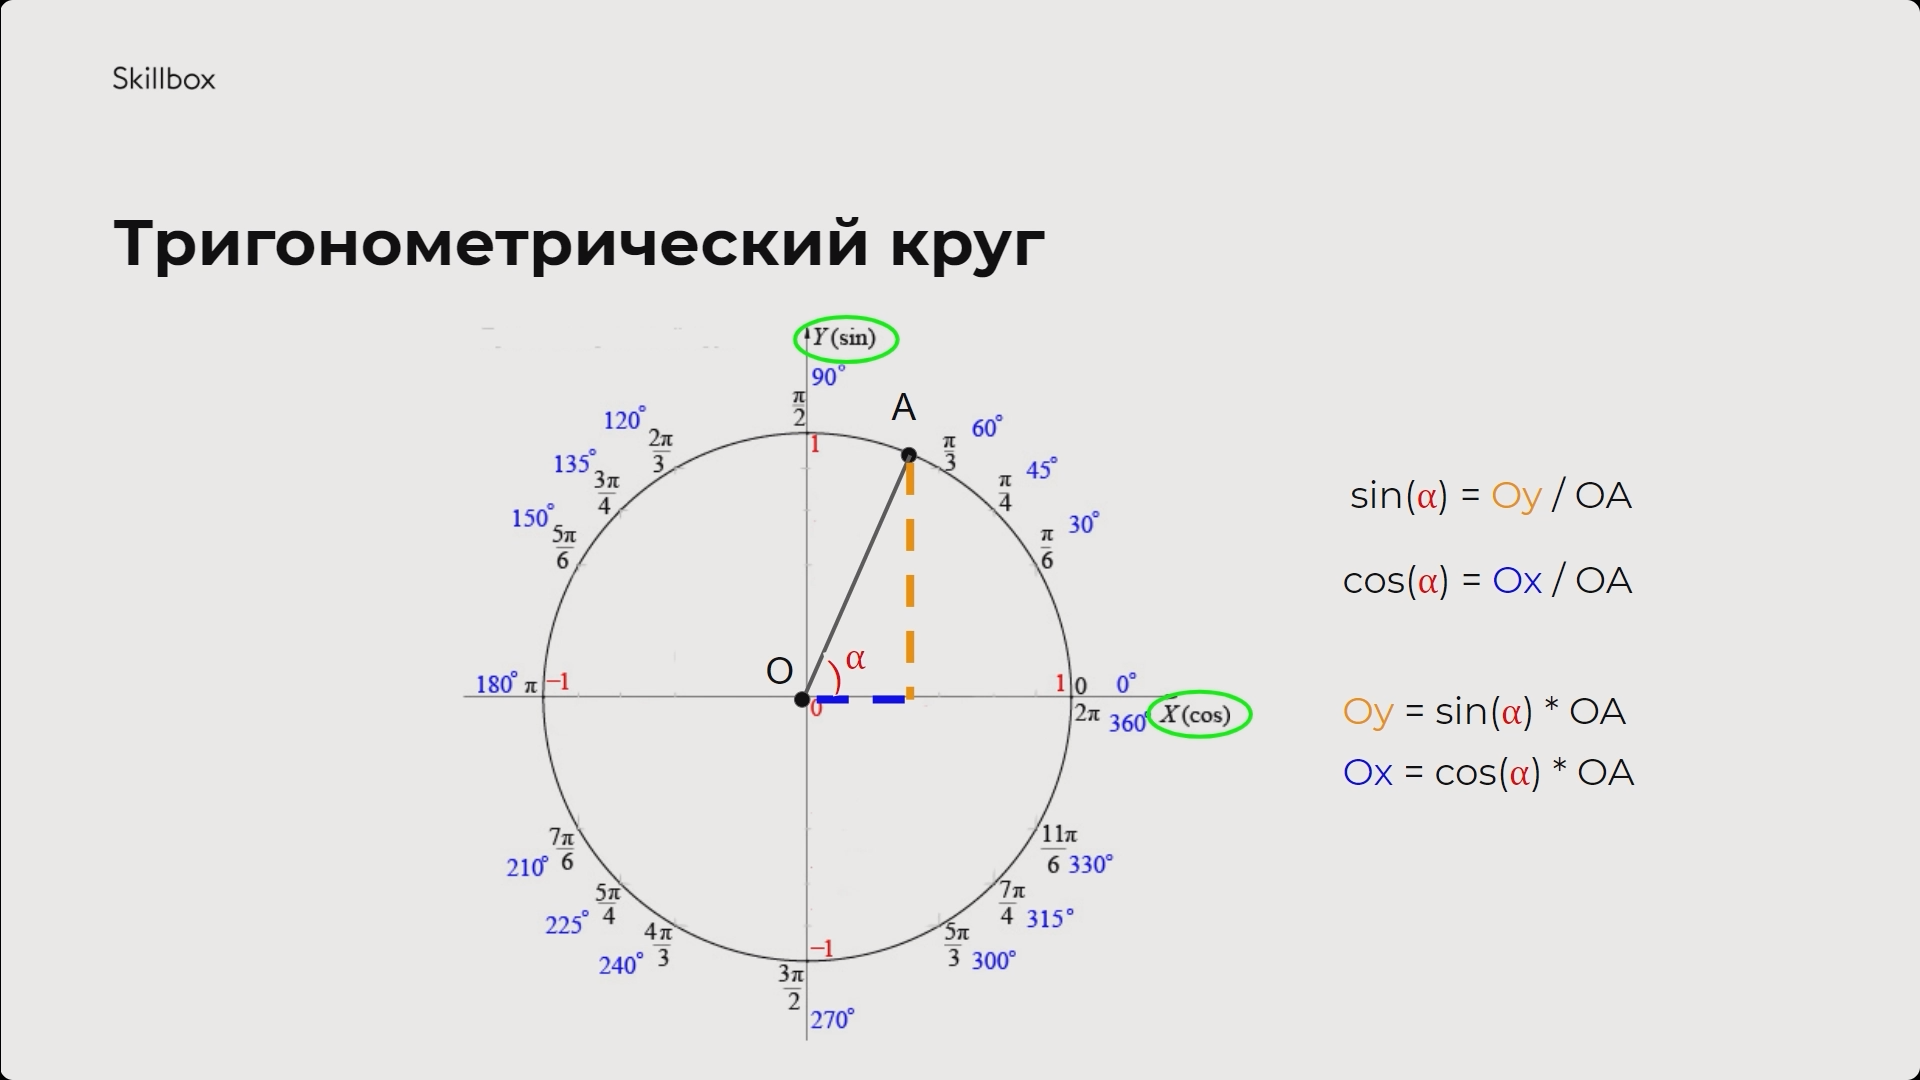 Skillbox
Тригонометрический круг
Y(sin)
90°
π/2
A
1
120°
2π/3
135°
3π/4
150°
5π/6
60°
π/3
45°
π/4
30°
π/6
sin(α) = Oy / OA
cos(α) = Ox / OA
O
α
180° π
−1
0
1
0
0°
2π
360°
X(cos)
Oy = sin(α) * OA
Ox = cos(α) * OA
7π/6
210°
5π/4
225°
4π/3
240°
−1
3π/2
270°
11π/6
330°
7π/4
315°
5π/3
300°